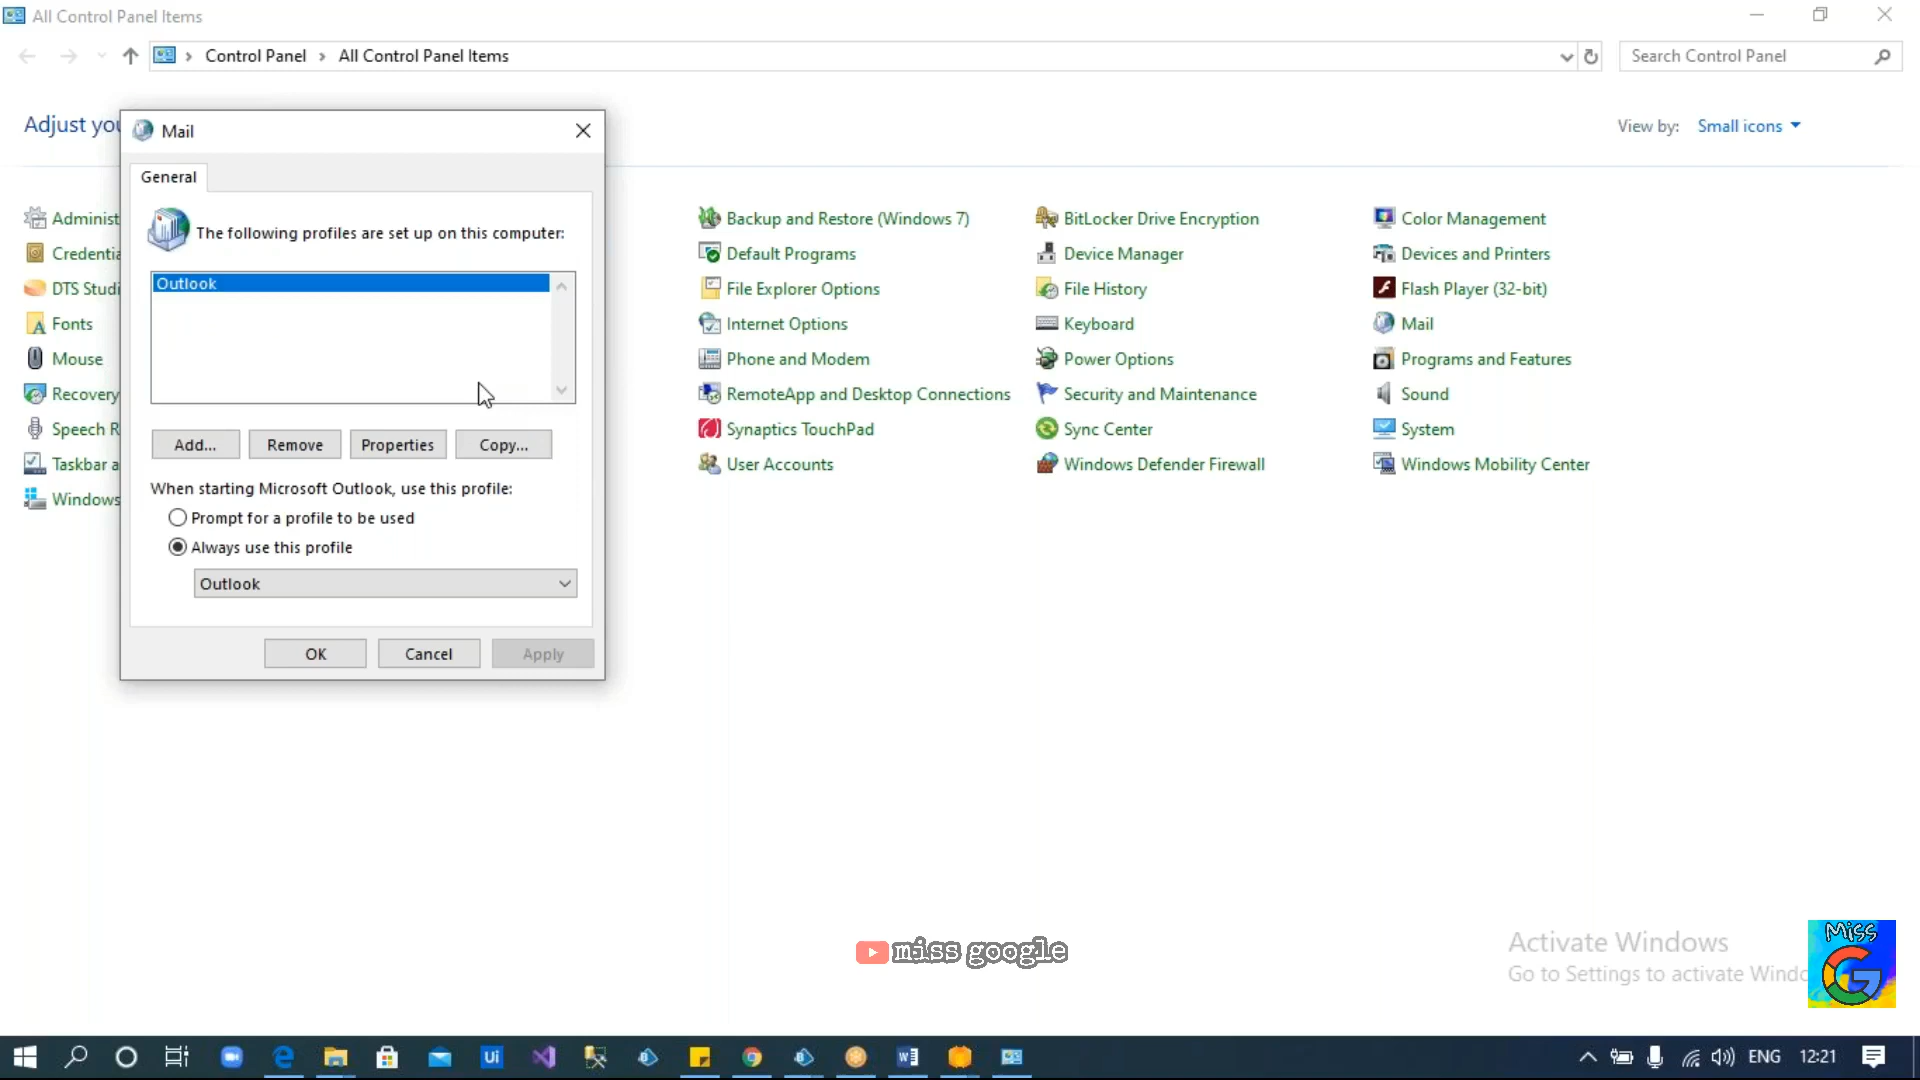 All Control Panel Items
Control Panel > All Control Panel Items
Search Control Panel
Adjust you
View by: Small icons
Mail
General
The following profiles are set up on this computer:
Outlook
Add...
Remove
Properties
Copy...
When starting Microsoft Outlook, use this profile:
Prompt for a profile to be used
Always use this profile
Outlook
OK
Cancel
Apply
Administ
Credentia
DTS Studi
Fonts
Mouse
Recovery
Speech R
Taskbar a
Windows
Backup and Restore (Windows 7)
Default Programs
File Explorer Options
Internet Options
Phone and Modem
RemoteApp and Desktop Connections
Synaptics TouchPad
User Accounts
BitLocker Drive Encryption
Device Manager
File History
Keyboard
Power Options
Security and Maintenance
Sync Center
Windows Defender Firewall
Color Management
Devices and Printers
Flash Player (32-bit)
Mail
Programs and Features
Sound
System
Windows Mobility Center
miss google
Activate Windows
Go to Settings to activate Windo
Miss
G
Ui
ENG
12:21